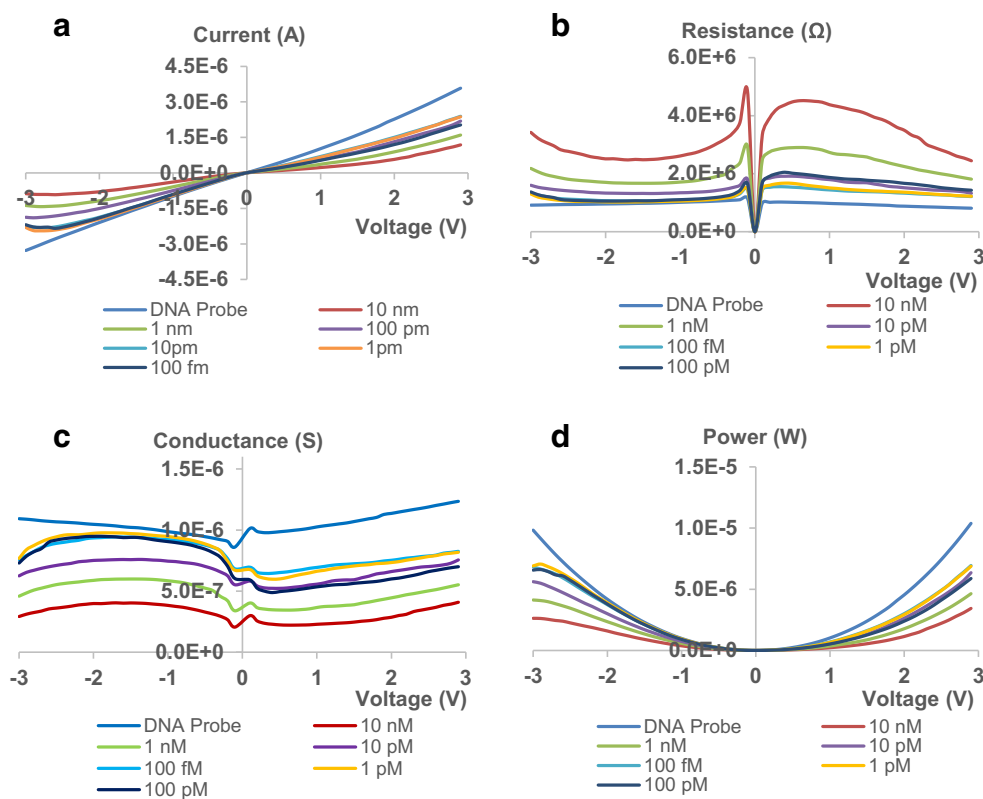 a
Current (A)
4.5E-6
3.0E-6
1.5E-6
0.0E+0
-3 -2 -1 0 1 2 3
-1.5E-6
Voltage (V)
-3.0E-6
-4.5E-6
DNA Probe 10 nm
1 nm 100 pm
10pm 1pm
100 fm
b
Resistance (Ω)
6.0E+6
4.0E+6
2.0E+6
0.0E+0
-3 -2 -1 0 1 2 3
Voltage (V)
DNA Probe 10 nM
1 nM 10 pM
100 fM 1 pM
100 pM
c
Conductance (S)
1.5E-6
1.0E-6
5.0E-7
0.0E+0
-3 -2 -1 0 1 2 3
Voltage (V)
DNA Probe 10 nM
1 nM 10 pM
100 fM 1 pM
100 pM
d
Power (W)
1.5E-5
1.0E-5
5.0E-6
0.0E+0
-3 -2 -1 0 1 2 3
Voltage (V)
DNA Probe 10 nM
1 nM 10 pM
100 fM 1 pM
100 pM